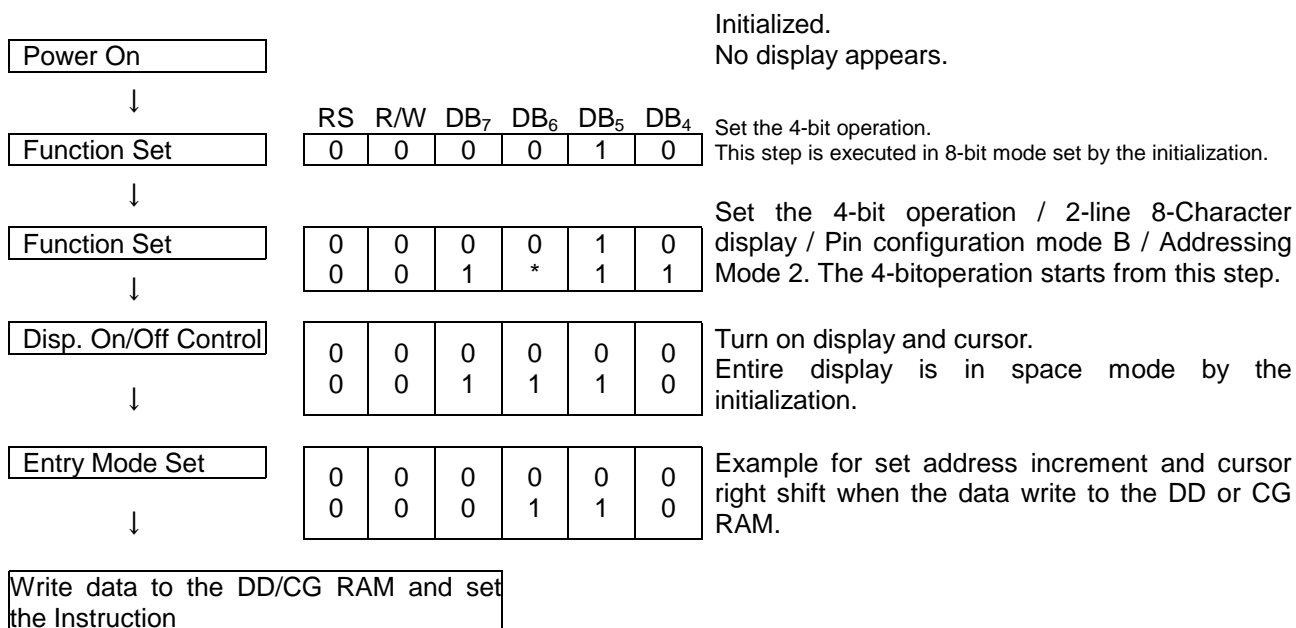 Initialized.
Power On
No display appears.
↓
RS R/W DB7 DB6 DB5 DB4
Set the 4-bit operation.
Function Set
0 0 0 0 1 0
This step is executed in 8-bit mode set by the initialization.
↓
Set the 4-bit operation / 2-line 8-Character
Function Set
0 0 0 0 1 0
display / Pin configuration mode B / Addressing
0 0 1 * 1 1
Mode 2. The 4-bitoperation starts from this step.
↓
Disp. On/Off Control
0 0 0 0 0 0
Turn on display and cursor.
0 0 1 1 1 0
Entire display is in space mode by the
initialization.
↓
Entry Mode Set
0 0 0 0 0 0
Example for set address increment and cursor
0 0 0 1 1 0
right shift when the data write to the DD or CG
RAM.
↓
Write data to the DD/CG RAM and set
the Instruction